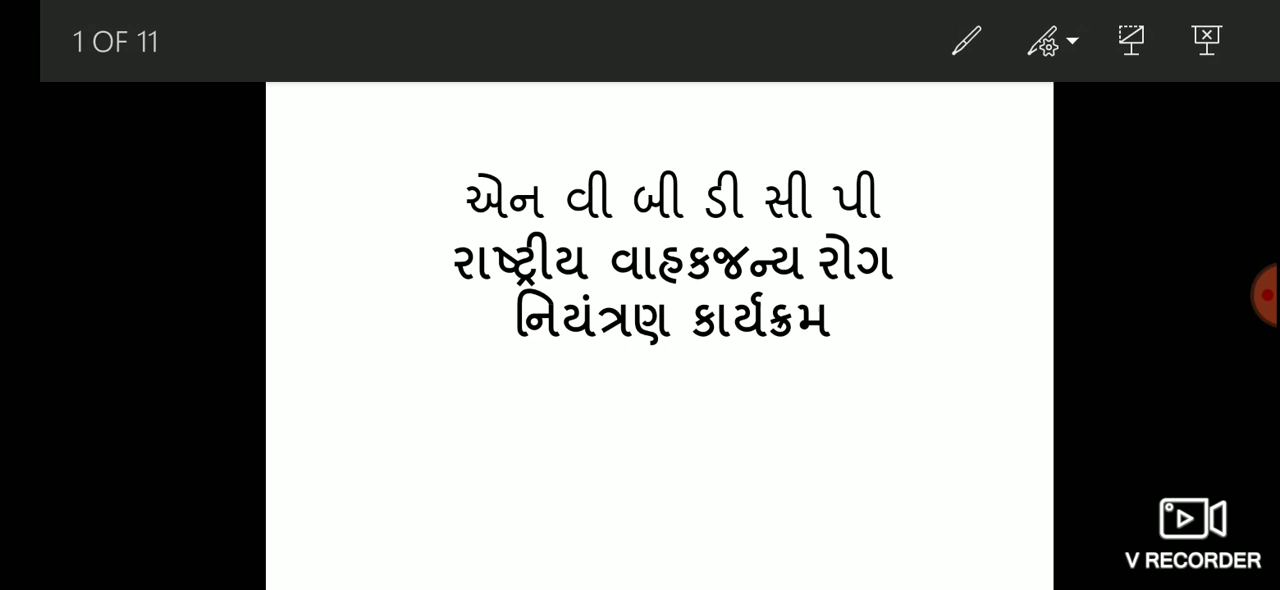 1 OF 11
એન વી બી ડી સી પી
રાષ્ટ્રીય વાહકજન્ય રોગ
નિયંત્રણ કાર્યક્રમ
V RECORDER